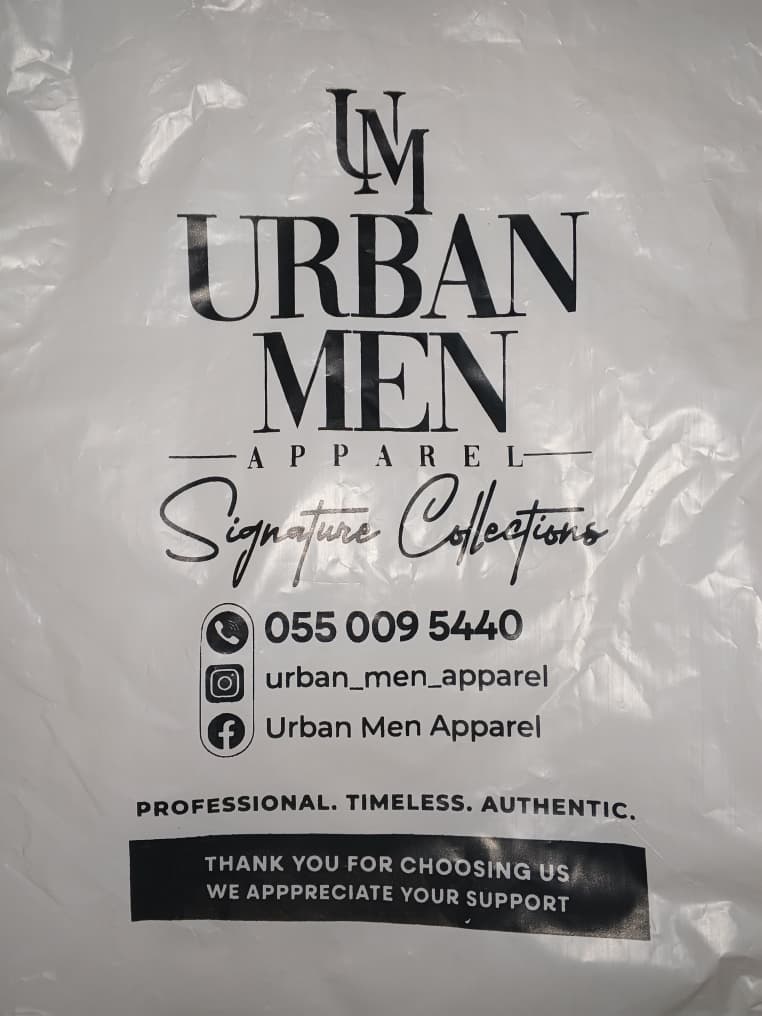 UNM
URBAN
MEN
APPAREL
Signature Collections
055 009 5440
urban_men_apparel
Urban Men Apparel
PROFESSIONAL. TIMELESS. AUTHENTIC.
THANK YOU FOR CHOOSING US
WE APPPRECIATE YOUR SUPPORT